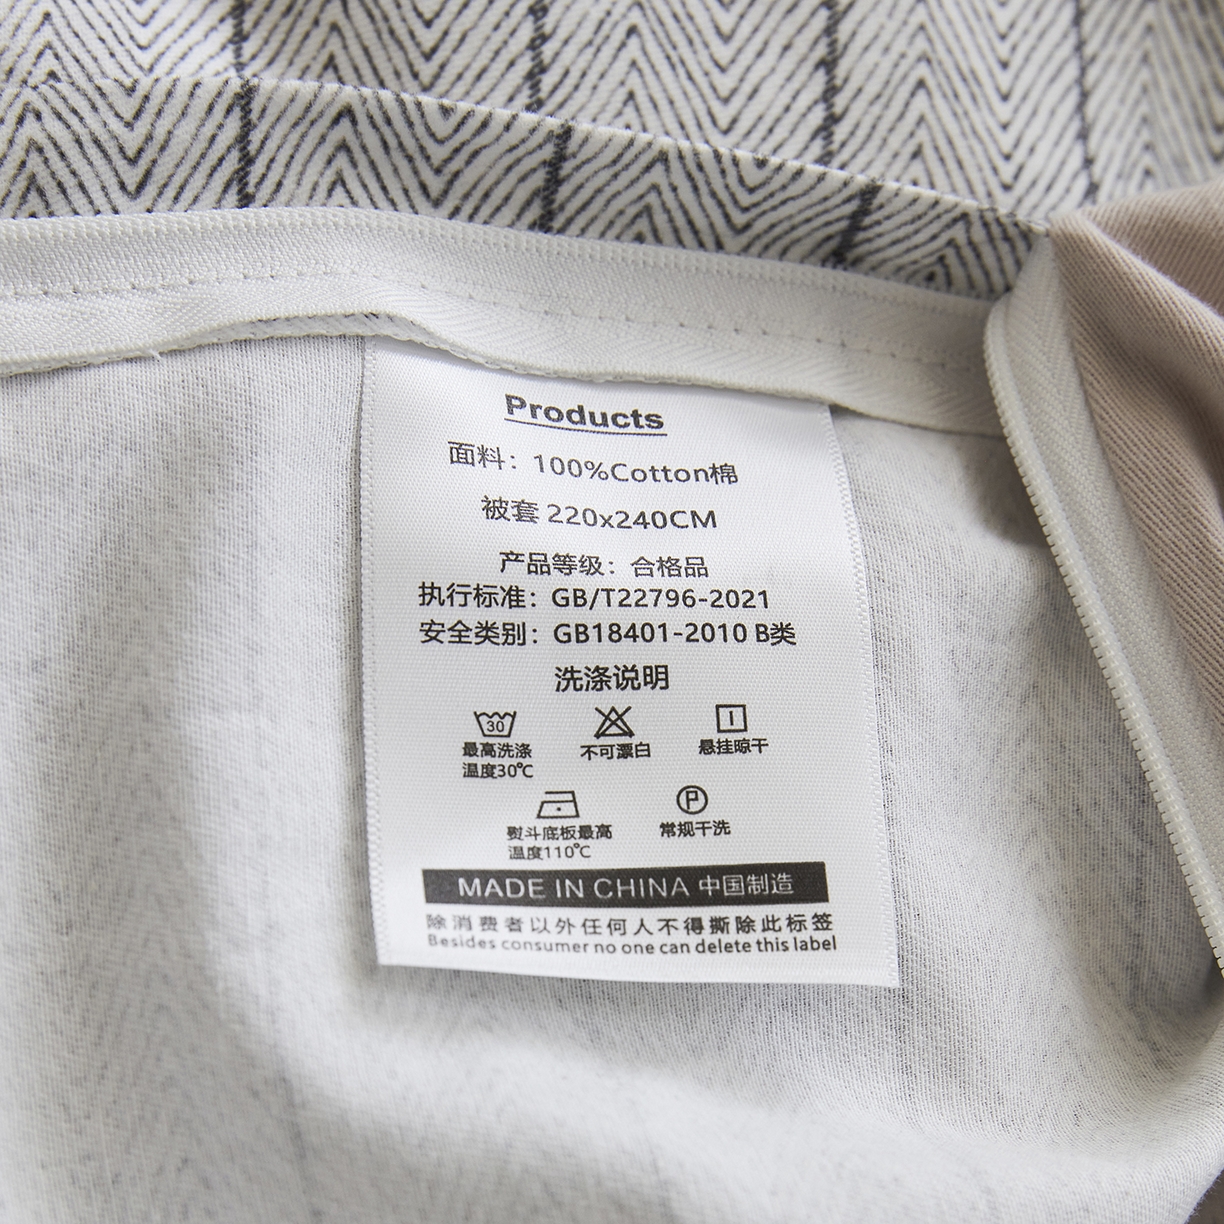 Products
面料：100%Cotton棉
被套 220x240CM
产品等级：合格品
执行标准：GB/T22796-2021
安全类别：GB18401-2010 B类
洗涤说明
30
最高洗涤
温度30℃
不可漂白
悬挂晾干
P
熨斗底板最高
温度110℃
常规干洗
MADE IN CHINA 中国制造
除消费者以外任何人不得撕除此标签
Besides consumer no one can delete this label